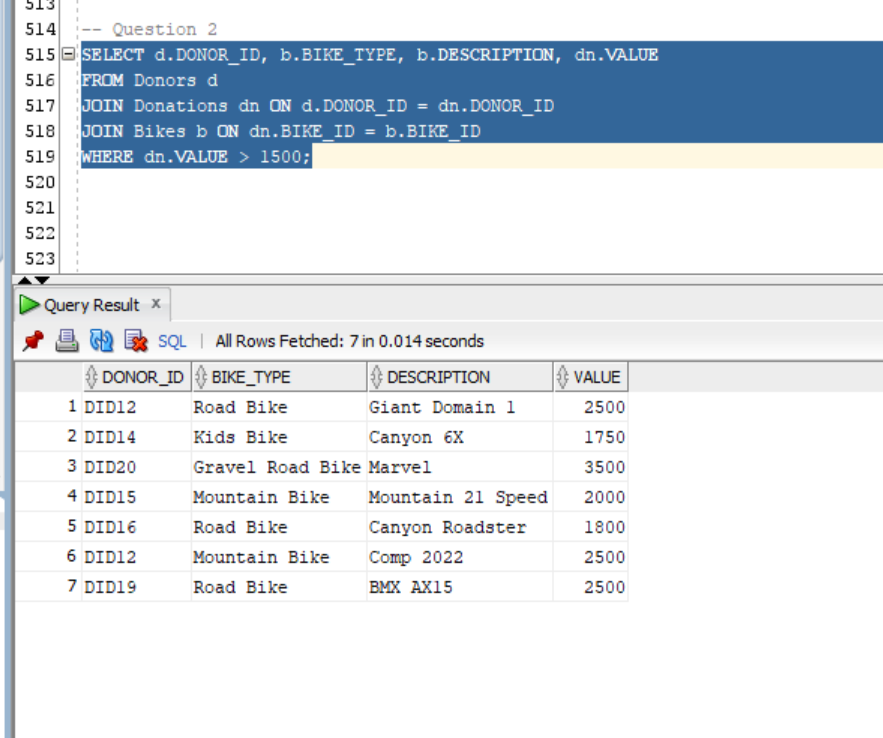 513
514 -- Question 2
515 SELECT d.DONOR_ID, b.BIKE_TYPE, b.DESCRIPTION, dn.VALUE
516 FROM Donors d
517 JOIN Donations dn ON d.DONOR_ID = dn.DONOR_ID
518 JOIN Bikes b ON dn.BIKE_ID = b.BIKE_ID
519 WHERE dn.VALUE > 1500;
520
521
522
523
Query Result x
SQL | All Rows Fetched: 7 in 0.014 seconds
DONOR_ID BIKE_TYPE DESCRIPTION VALUE
1 DID12 Road Bike Giant Domain 1 2500
2 DID14 Kids Bike Canyon 6X 1750
3 DID20 Gravel Road Bike Marvel 3500
4 DID15 Mountain Bike Mountain 21 Speed 2000
5 DID16 Road Bike Canyon Roadster 1800
6 DID12 Mountain Bike Comp 2022 2500
7 DID19 Road Bike BMX AX15 2500